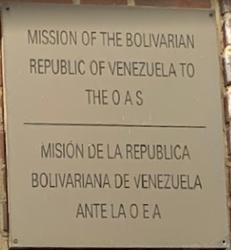 MISSION OF THE BOLIVARIAN
REPUBLIC OF VENEZUELA TO
THE O A S
MISIÓN DE LA REPUBLICA
BOLIVARIANA DE VENEZUELA
ANTE LA O E A